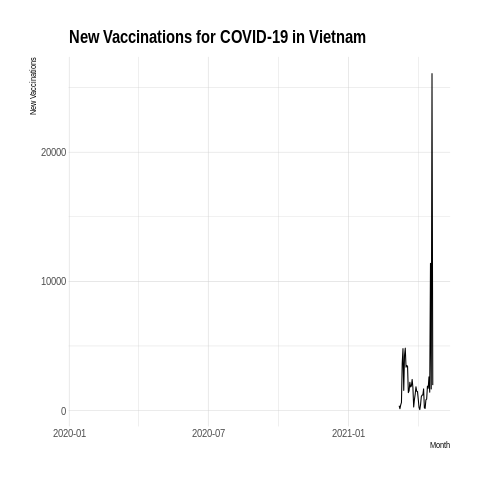 New Vaccinations for COVID-19 in Vietnam
New Vaccinations
20000
10000
0
2020-01
2020-07
2021-01
Month